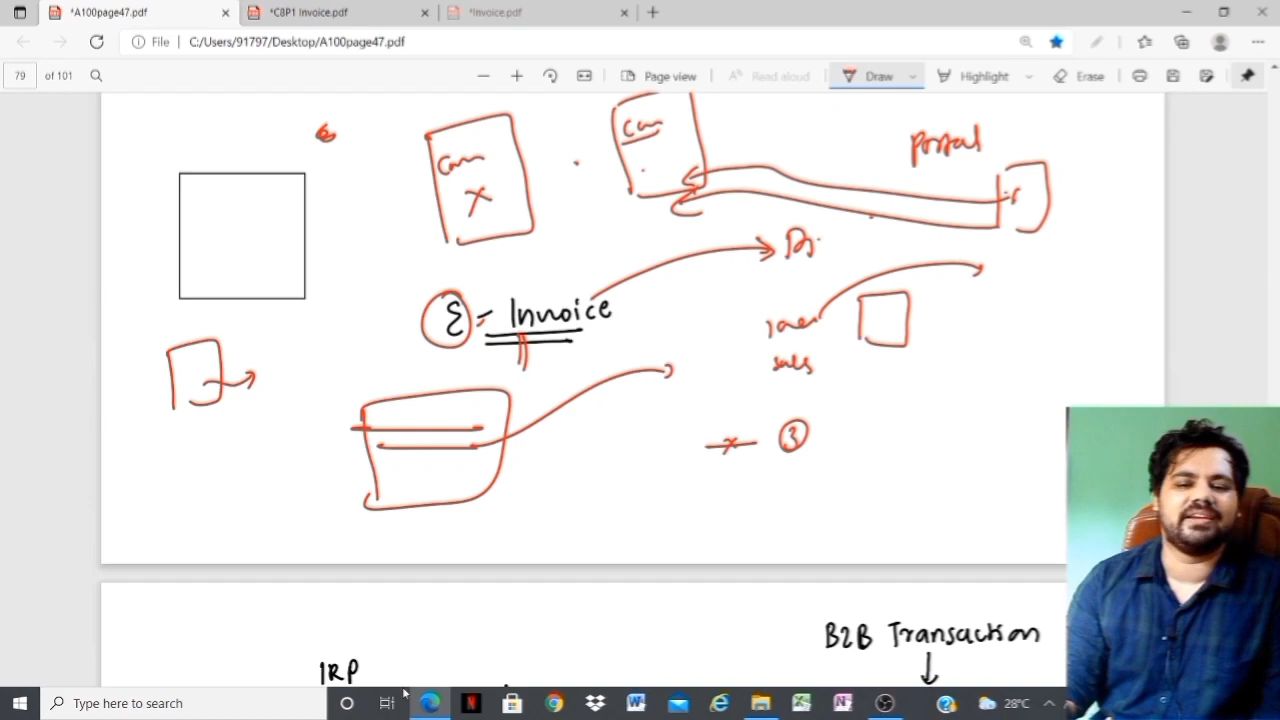 *A100page47.pdf
*C8P1 Invoice.pdf
*Invoice.pdf
File
C:/Users/91797/Desktop/A100page47.pdf
79 of 101
Page view
Read aloud
Draw
Highlight
Erase
portal
E - Invoice
sales
x 3
B2B Transaction
IRP
Type here to search
28°C